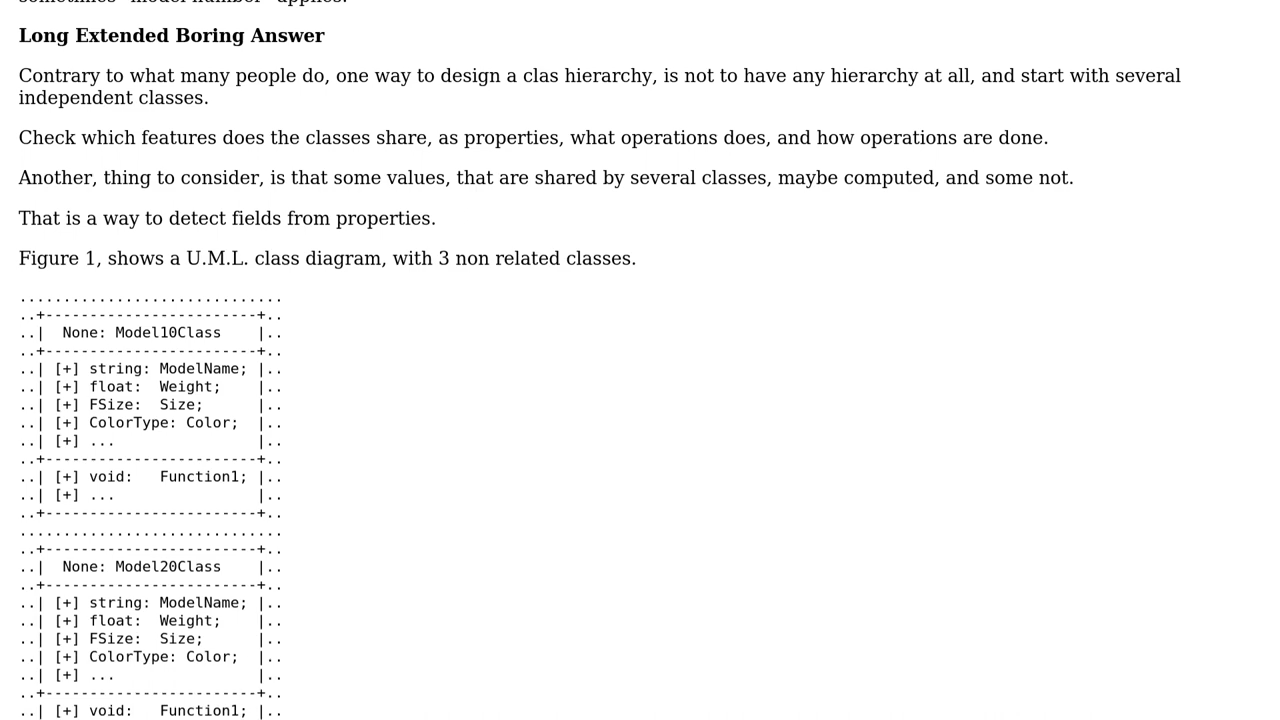 sometimes "model number" applies.
Long Extended Boring Answer
Contrary to what many people do, one way to design a clas hierarchy, is not to have any hierarchy at all, and start with several
independent classes.
Check which features does the classes share, as properties, what operations does, and how operations are done.
Another, thing to consider, is that some values, that are shared by several classes, maybe computed, and some not.
That is a way to detect fields from properties.
Figure 1, shows a U.M.L. class diagram, with 3 non related classes.
..............................
..+------------------------+..
..|  None: Model10Class    |..
..+------------------------+..
..| [+] string: ModelName; |..
..| [+] float:  Weight;    |..
..| [+] FSize:  Size;      |..
..| [+] ColorType: Color;  |..
..| [+] ...                |..
..+------------------------+..
..| [+] void:   Function1; |..
..| [+] ...                |..
..+------------------------+..
..............................
..+------------------------+..
..|  None: Model20Class    |..
..+------------------------+..
..| [+] string: ModelName; |..
..| [+] float:  Weight;    |..
..| [+] FSize:  Size;      |..
..| [+] ColorType: Color;  |..
..| [+] ...                |..
..+------------------------+..
..| [+] void:   Function1; |..